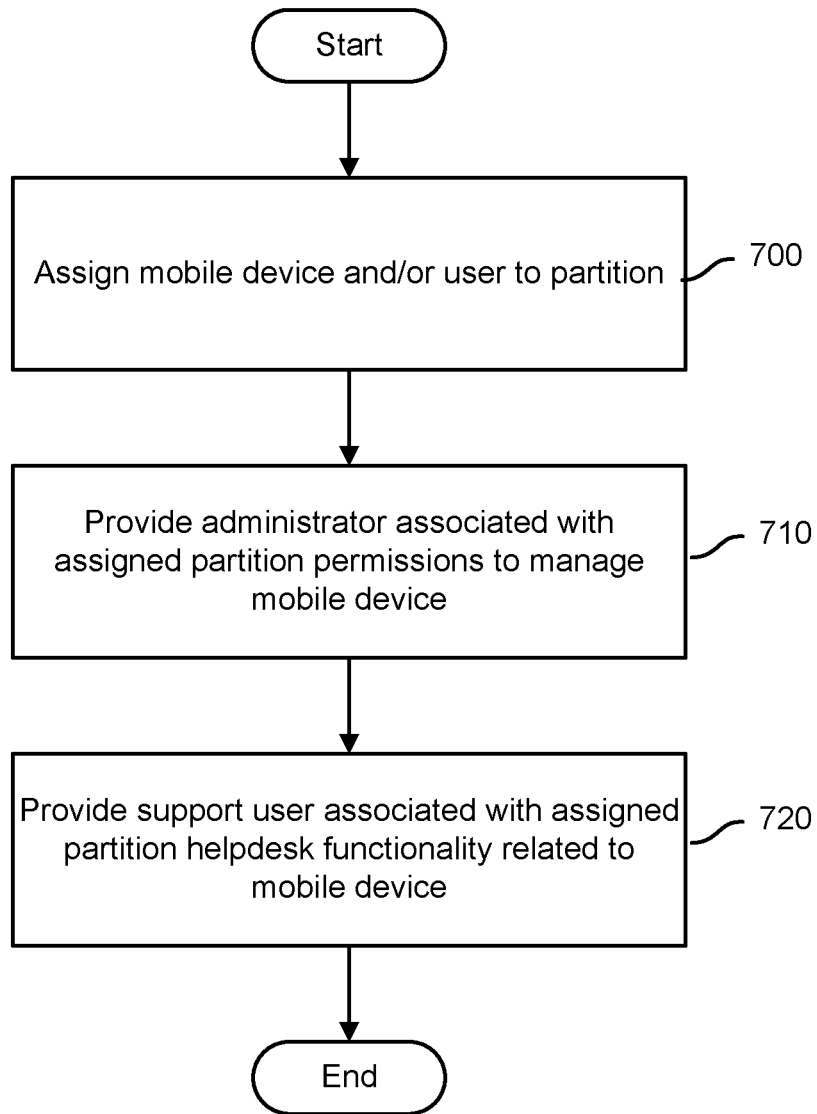 Start
Assign mobile device and/or user to partition
700
Provide administrator associated with
assigned partition permissions to manage
mobile device
710
Provide support user associated with assigned
partition helpdesk functionality related to
mobile device
720
End